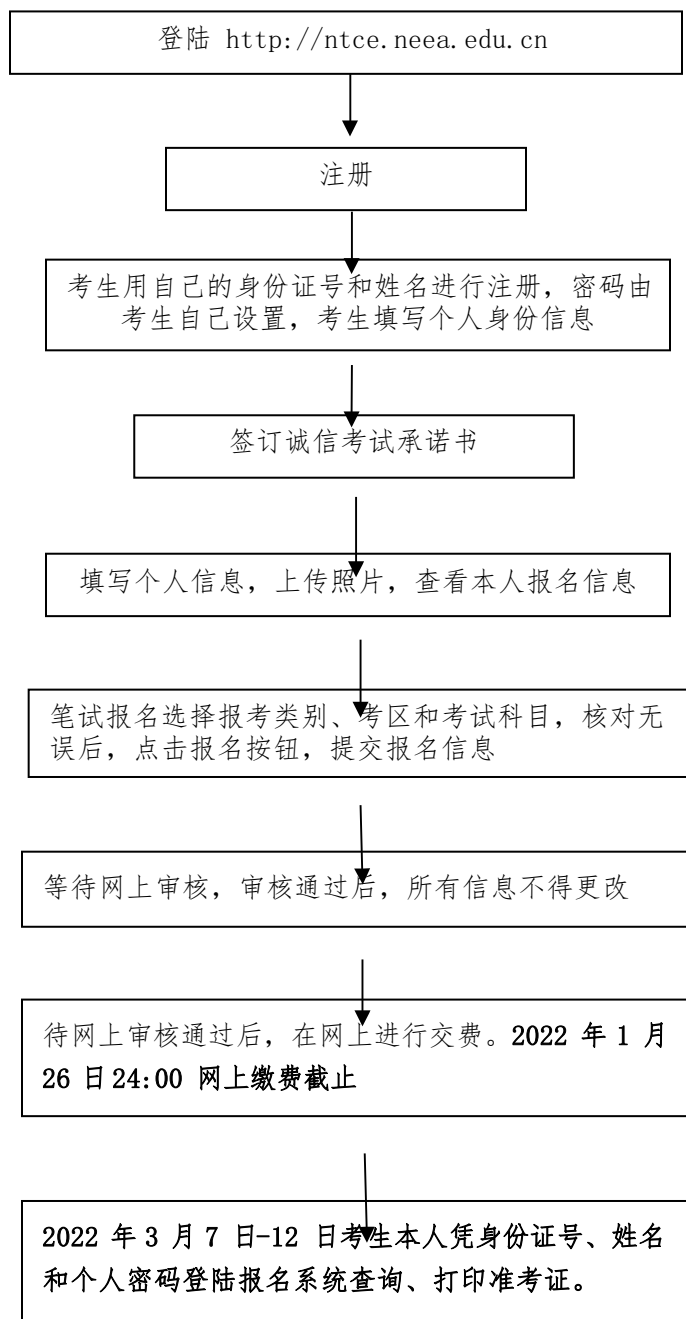 登陆 http://ntce.neea.edu.cn
注册
考生用自己的身份证号和姓名进行注册，密码由
考生自己设置，考生填写个人身份信息
签订诚信考试承诺书
填写个人信息，上传照片，查看本人报名信息
笔试报名选择报考类别、考区和考试科目，核对无
误后，点击报名按钮，提交报名信息
等待网上审核，审核通过后，所有信息不得更改
待网上审核通过后，在网上进行交费。2022 年 1 月
26 日 24:00 网上缴费截止
2022 年 3 月 7 日-12 日考生本人凭身份证号、姓名
和个人密码登陆报名系统查询、打印准考证。